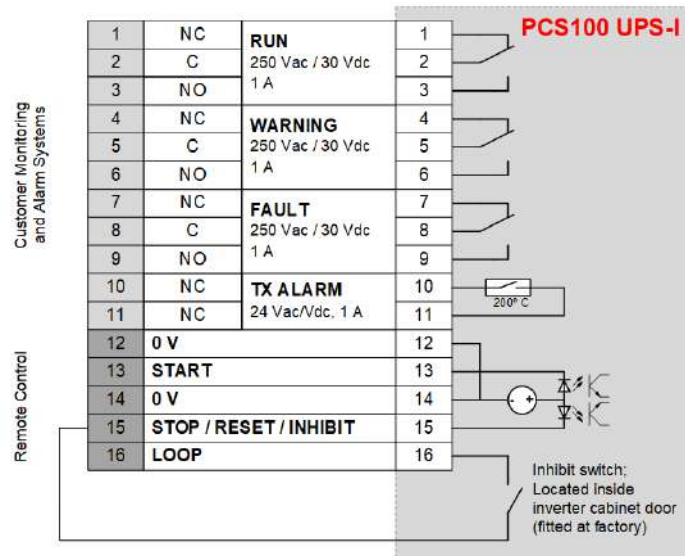 PCS100 UPS-I
Customer Monitoring
and Alarm Systems
1 NC RUN 1
2 C 250 Vac / 30 Vdc 2
3 NO 1 A 3
4 NC WARNING 4
5 C 250 Vac / 30 Vdc 5
6 NO 1 A 6
7 NC FAULT 7
8 C 250 Vac / 30 Vdc 8
9 NO 1 A 9
10 NC TX ALARM 10
11 NC 24 Vac/Vdc, 1 A 11
200º C
Remote Control
12 0 V 12
13 START 13
14 0 V 14
15 STOP / RESET / INHIBIT 15
16 LOOP 16
- +
Inhibit switch;
Located inside
inverter cabinet door
(fitted at factory)